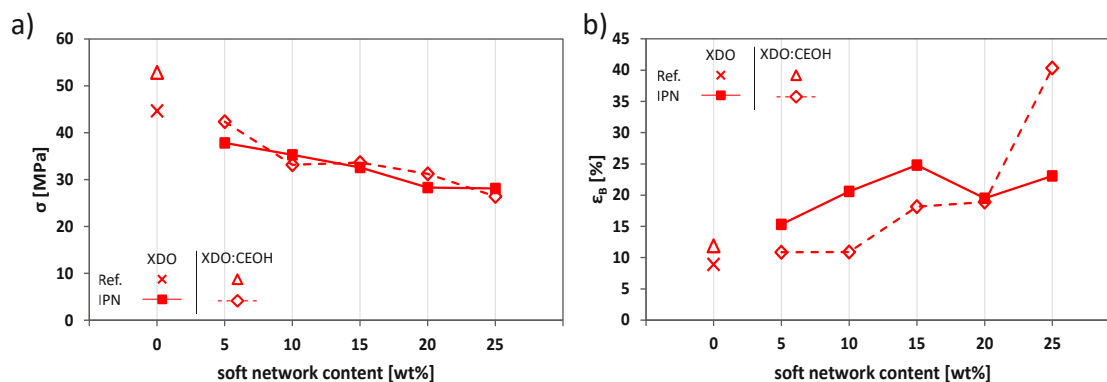 a)
60
50
40
30
20
10
0
σ [MPa]
XDO XDO:CEOH
Ref.
IPN
0 5 10 15 20 25
soft network content [wt%]
b)
45
40
35
30
25
20
15
10
5
0
εB [%]
XDO XDO:CEOH
Ref.
IPN
0 5 10 15 20 25
soft network content [wt%]